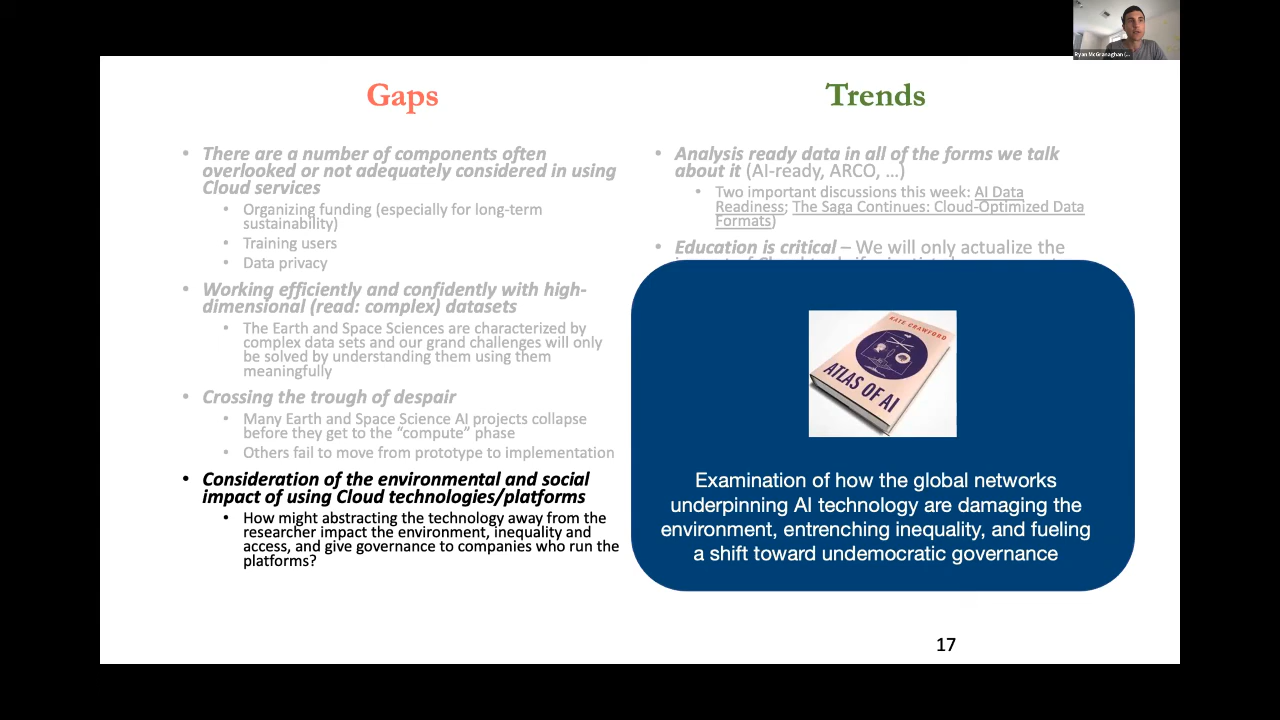 Ryan McGranaghan (...
Gaps
• There are a number of components often
overlooked or not adequately considered in using
Cloud services
• Organizing funding (especially for long-term
sustainability)
• Training users
• Data privacy
• Working efficiently and confidently with high-
dimensional (read: complex) datasets
• The Earth and Space Sciences are characterized by
complex data sets and our grand challenges will only
be solved by understanding them using them
meaningfully
• Crossing the trough of despair
• Many Earth and Space Science AI projects collapse
before they get to the “compute” phase
• Others fail to move from prototype to implementation
• Consideration of the environmental and social
impact of using Cloud technologies/platforms
• How might abstracting the technology away from the
researcher impact the environment, inequality and
access, and give governance to companies who run the
platforms?
Trends
• Analysis ready data in all of the forms we talk
about it (AI-ready, ARCO, …)
• Two important discussions this week: AI Data
Readiness; The Saga Continues: Cloud-Optimized Data
Formats)
• Education is critical – We will only actualize the
KATE CRAWFORD
ATLAS OF AI
Examination of how the global networks
underpinning AI technology are damaging the
environment, entrenching inequality, and fueling
a shift toward undemocratic governance
17